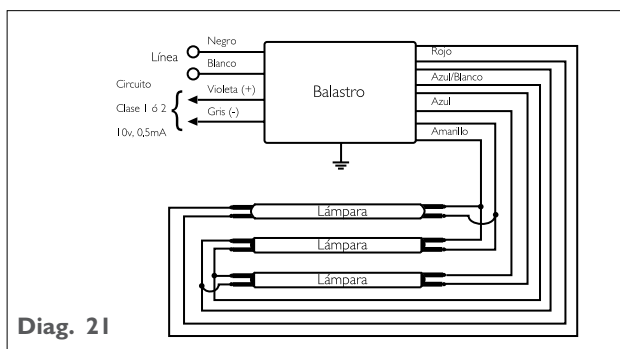 Negro
Línea
Blanco
Circuito
Violeta (+)
Clase 1 ó 2
Gris (-)
10v, 0,5mA
Balastro
Rojo
Azul/Blanco
Azul
Amarillo
Lámpara
Lámpara
Lámpara
Diag. 21